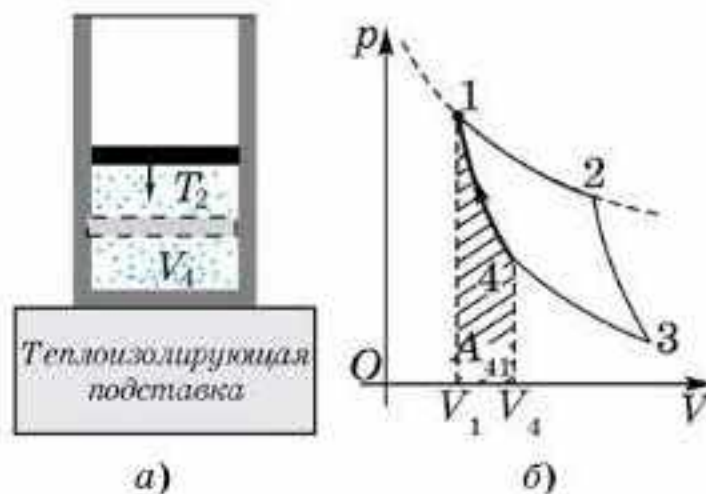 T₂
V₄
Теплоизолирующая
подставка
а)
p
1
2
4
3
A₄₁
O
V₁ V₄ V
б)